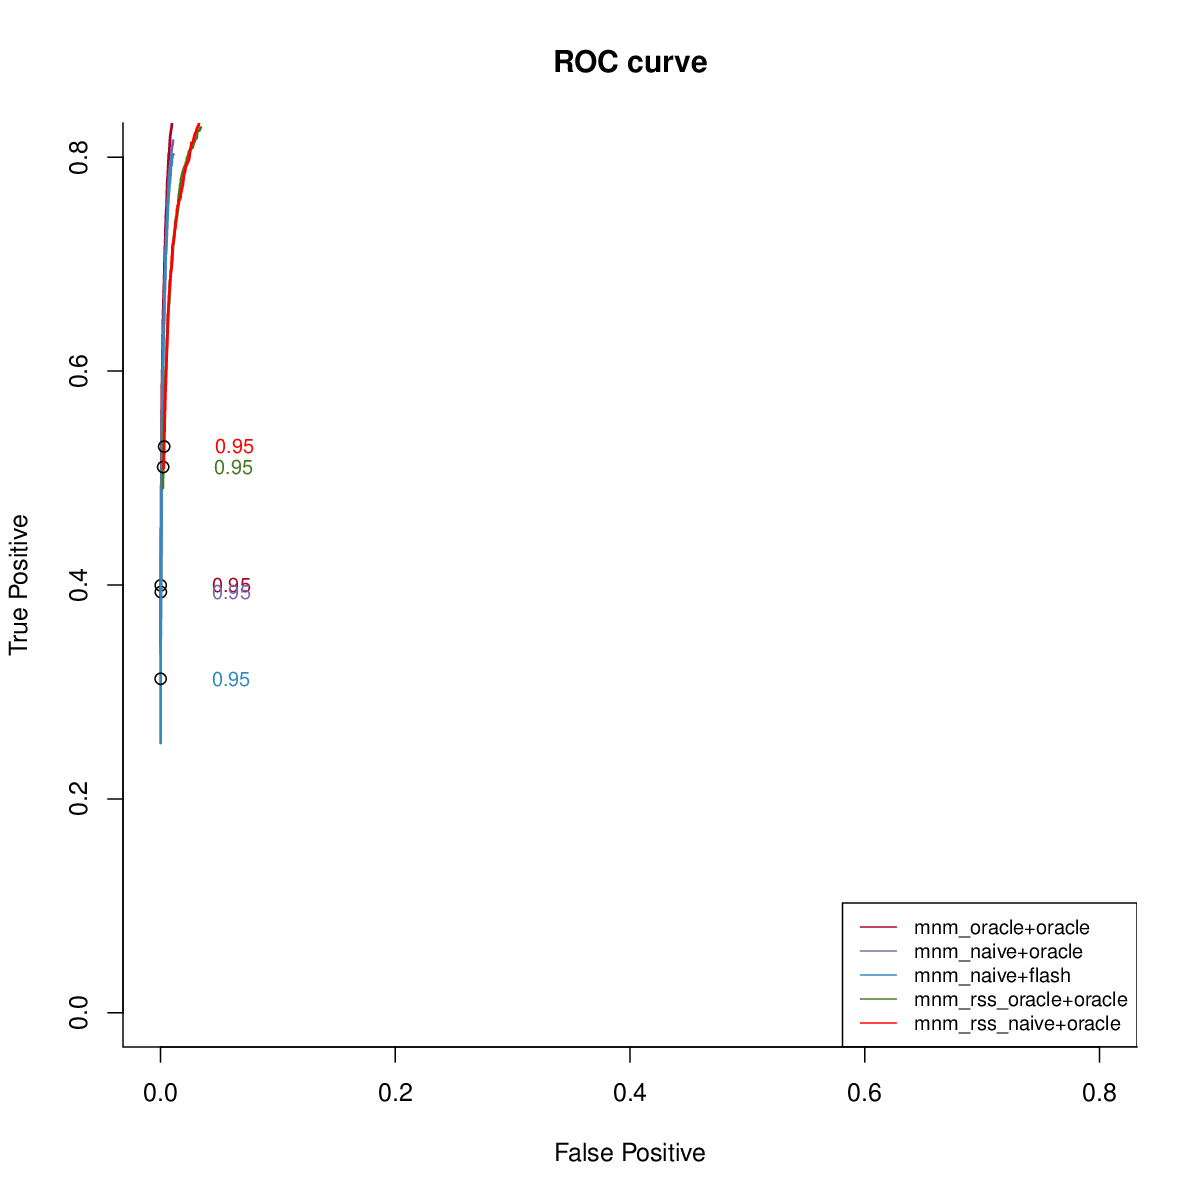 ROC curve
True Positive
0.8
0.6
0.4
0.2
0.0
0.95
0.95
0.95
0.95
0.95
mnm_oracle+oracle
mnm_naive+oracle
mnm_naive+flash
mnm_rss_oracle+oracle
mnm_rss_naive+oracle
0.0 0.2 0.4 0.6 0.8
False Positive